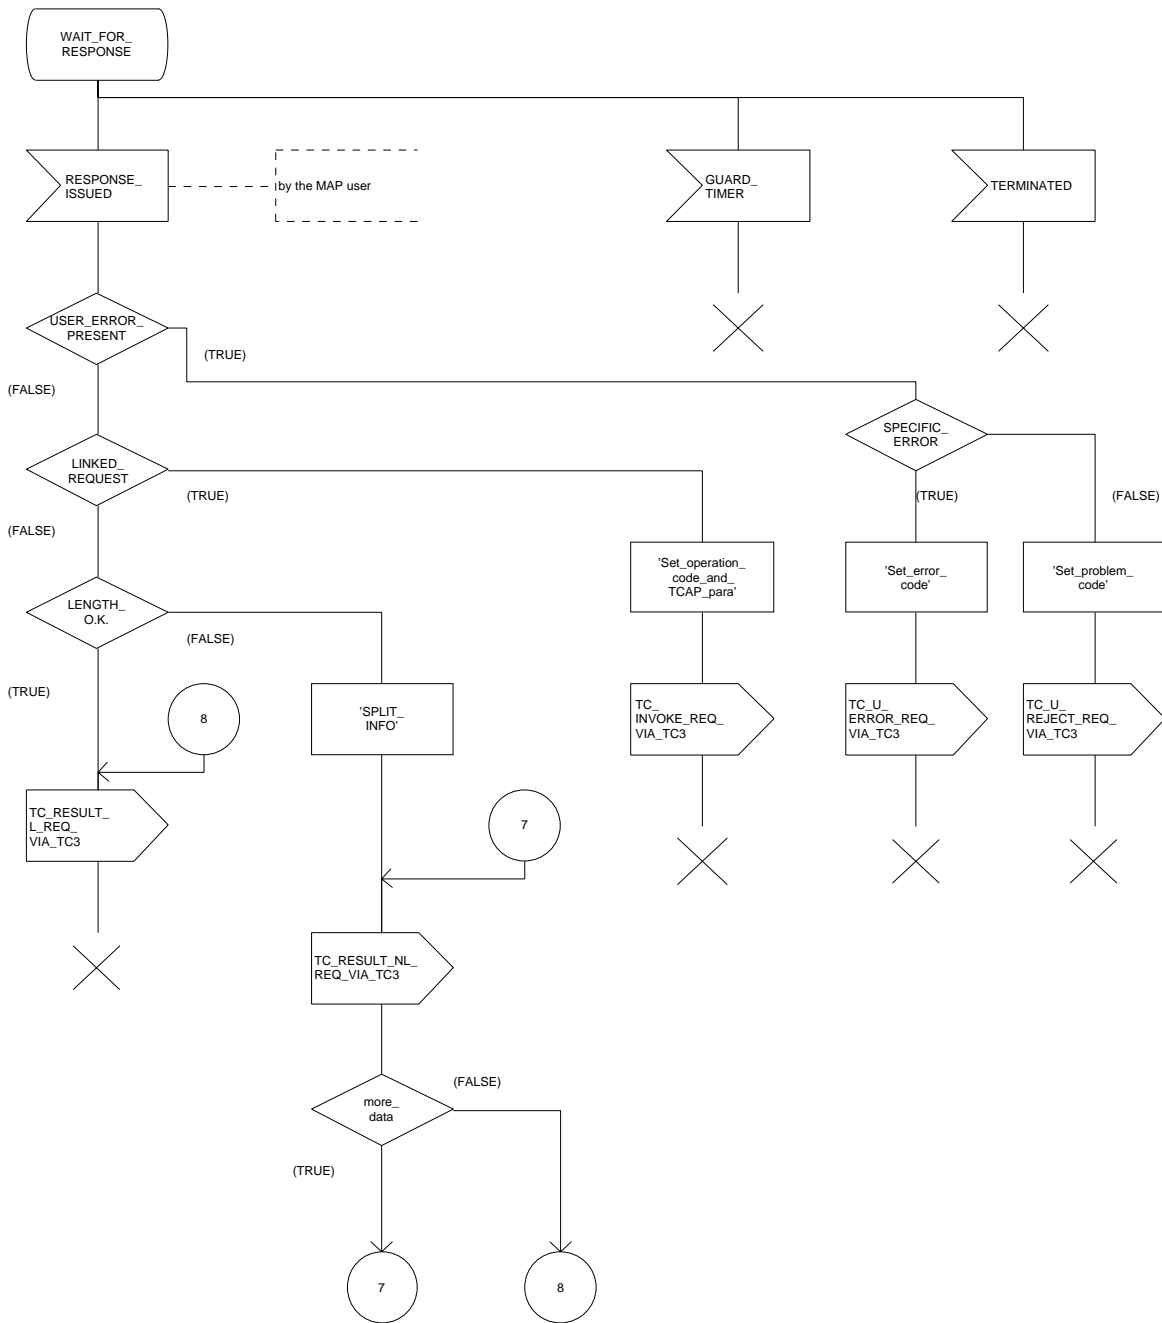 WAIT_FOR_
RESPONSE
RESPONSE_
ISSUED
by the MAP user
GUARD_
TIMER
TERMINATED
USER_ERROR_
PRESENT
(TRUE)
(FALSE)
SPECIFIC_
ERROR
LINKED_
REQUEST
(TRUE)
(TRUE)
(FALSE)
(FALSE)
'Set_operation_
code_and_
TCAP_para'
'Set_error_
code'
'Set_problem_
code'
LENGTH_
O.K.
(FALSE)
(TRUE)
8
'SPLIT_
INFO'
TC_
INVOKE_REQ_
VIA_TC3
TC_U_
ERROR_REQ_
VIA_TC3
TC_U_
REJECT_REQ_
VIA_TC3
TC_RESULT_
L_REQ_
VIA_TC3
7
TC_RESULT_NL_
REQ_VIA_TC3
(FALSE)
more_
data
(TRUE)
7
8